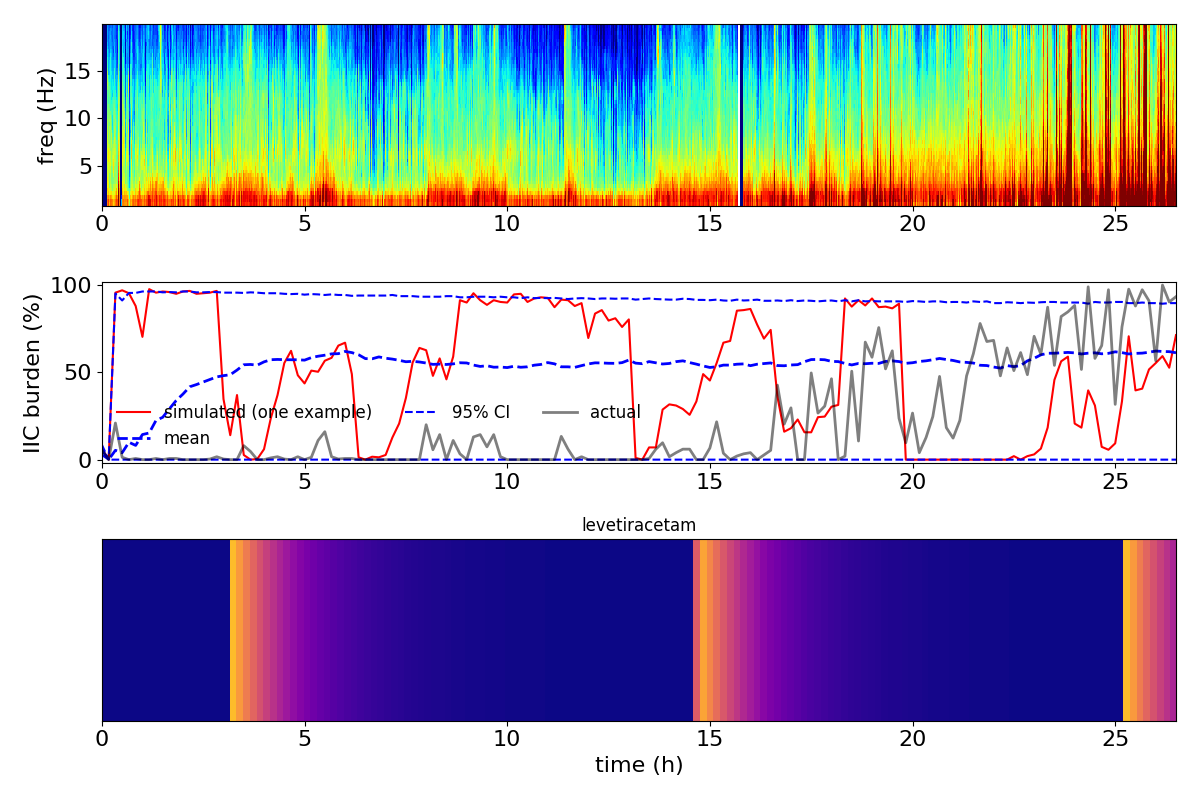 15
10
5
freq (Hz)
0 5 10 15 20 25
100
50
0
IIC burden (%)
simulated (one example) 95% CI actual
mean
0 5 10 15 20 25
levetiracetam
0 5 10 15 20 25
time (h)